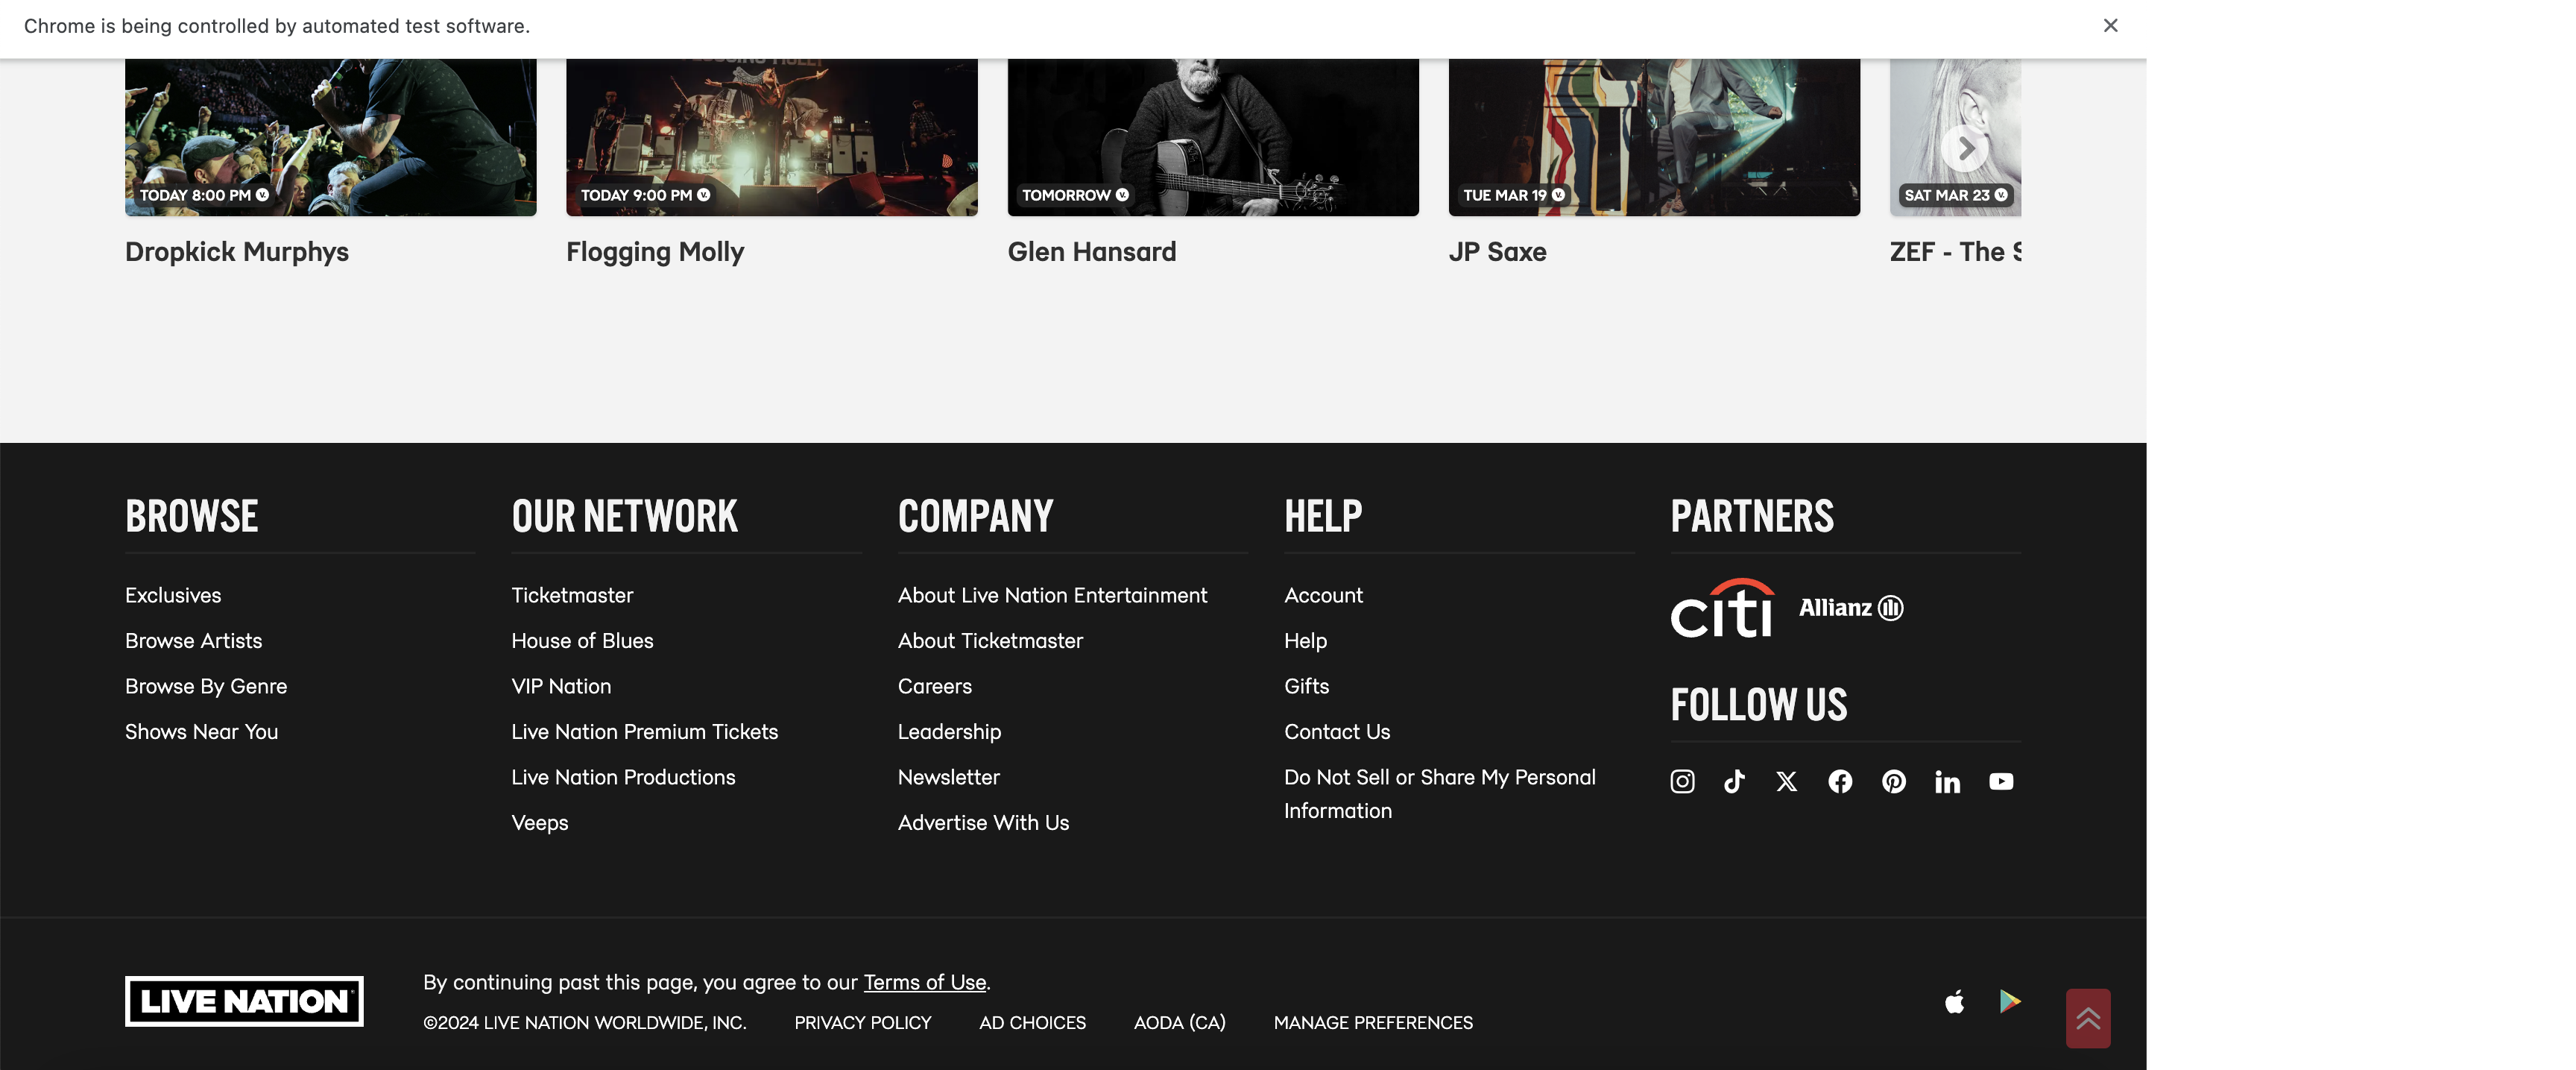 Chrome is being controlled by automated test software.
TODAY 8:00 PM
TODAY 9:00 PM
TOMORROW
TUE MAR 19
SAT MAR 23
Dropkick Murphys
Flogging Molly
Glen Hansard
JP Saxe
ZEF - The
BROWSE
Exclusives
Browse Artists
Browse By Genre
Shows Near You
OUR NETWORK
Ticketmaster
House of Blues
VIP Nation
Live Nation Premium Tickets
Live Nation Productions
Veeps
COMPANY
About Live Nation Entertainment
About Ticketmaster
Careers
Leadership
Newsletter
Advertise With Us
HELP
Account
Help
Gifts
Contact Us
Do Not Sell or Share My Personal
Information
PARTNERS
citi
Allianz
FOLLOW US
LIVE NATION
By continuing past this page, you agree to our Terms of Use.
©2024 LIVE NATION WORLDWIDE, INC. PRIVACY POLICY AD CHOICES AODA (CA) MANAGE PREFERENCES